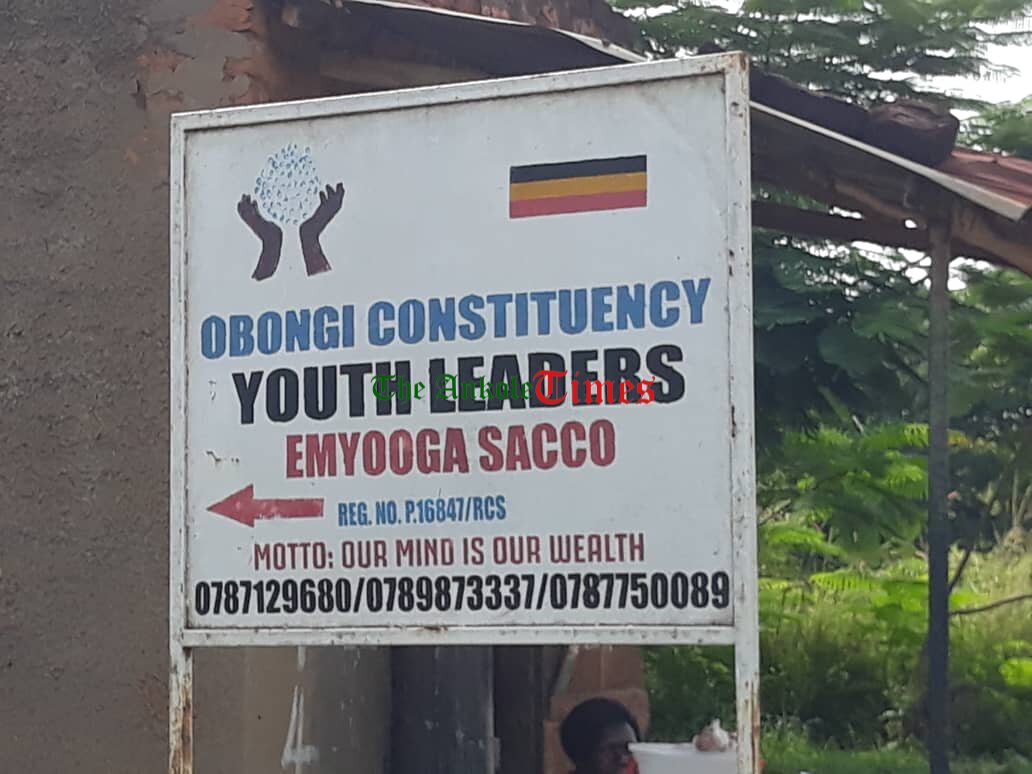 OBONGI CONSTITUENCY
YOUTH LEADERS
The Ankole Times
EMYOOGA SACCO
REG. NO. P.16847/RCS
MOTTO: OUR MIND IS OUR WEALTH
0787129680/0789873337/0787750089